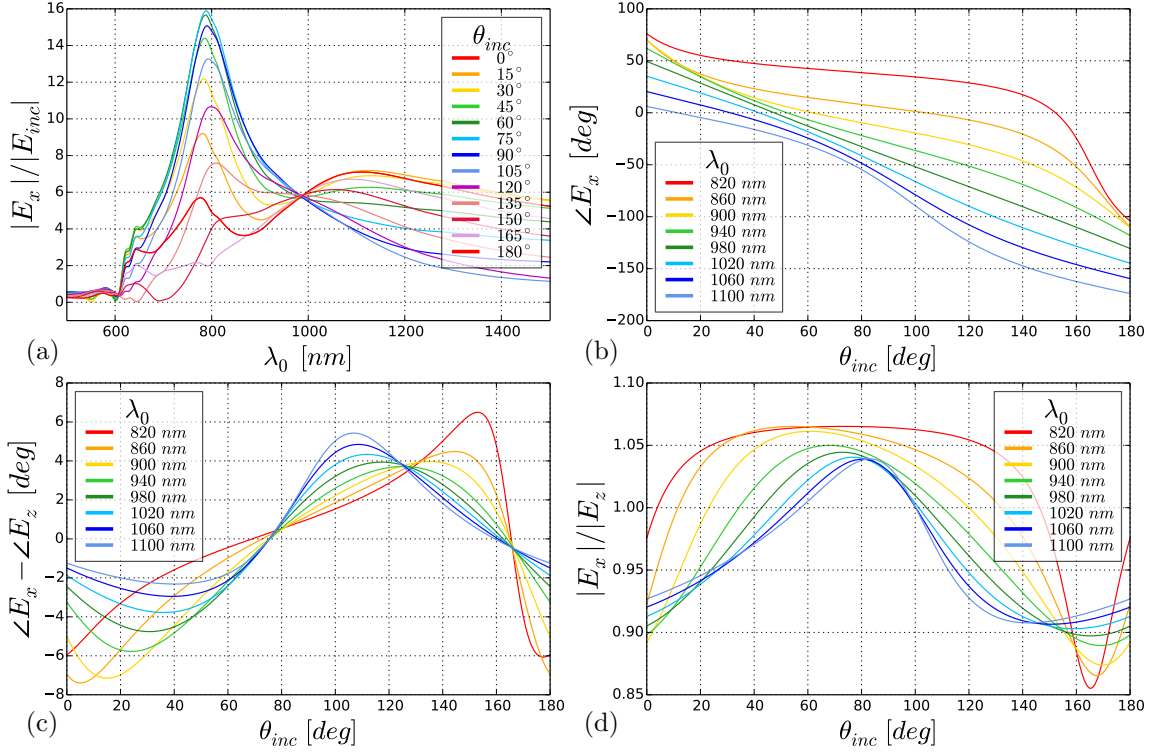 16
14
12
10
8
6
4
2
0
|E_x|/|E_inc|
600 800 1000 1200 1400
λ_0 [nm]
θ_inc
0°
15°
30°
45°
60°
75°
90°
105°
120°
135°
150°
165°
180°
(a)
100
50
0
−50
−100
−150
−200
∠E_x [deg]
0 20 40 60 80 100 120 140 160 180
θ_inc [deg]
λ_0
820 nm
860 nm
900 nm
940 nm
980 nm
1020 nm
1060 nm
1100 nm
(b)
8
6
4
2
0
−2
−4
−6
−8
∠E_x − ∠E_z [deg]
0 20 40 60 80 100 120 140 160 180
θ_inc [deg]
λ_0
820 nm
860 nm
900 nm
940 nm
980 nm
1020 nm
1060 nm
1100 nm
(c)
1.10
1.05
1.00
0.95
0.90
0.85
|E_x|/|E_z|
0 20 40 60 80 100 120 140 160 180
θ_inc [deg]
λ_0
820 nm
860 nm
900 nm
940 nm
980 nm
1020 nm
1060 nm
1100 nm
(d)